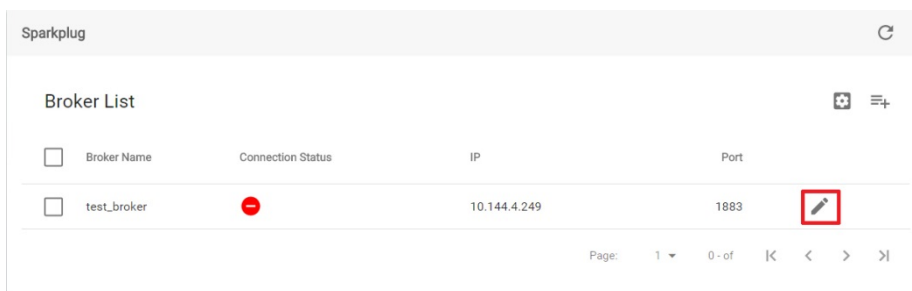 Sparkplug
Broker List
Broker Name Connection Status IP Port
test_broker 10.144.4.249 1883
Page: 1 0 - of